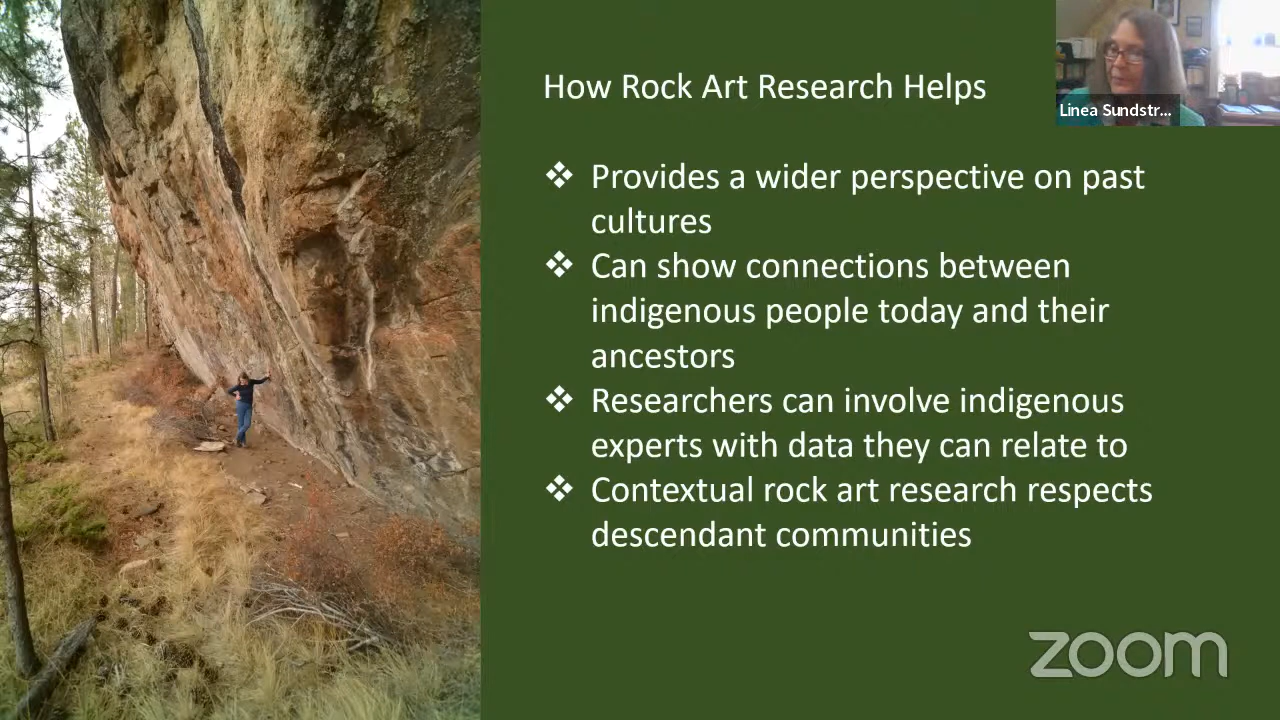 How Rock Art Research Helps
Linea Sundstr...
❖ Provides a wider perspective on past
cultures
❖ Can show connections between
indigenous people today and their
ancestors
❖ Researchers can involve indigenous
experts with data they can relate to
❖ Contextual rock art research respects
descendant communities
zoom